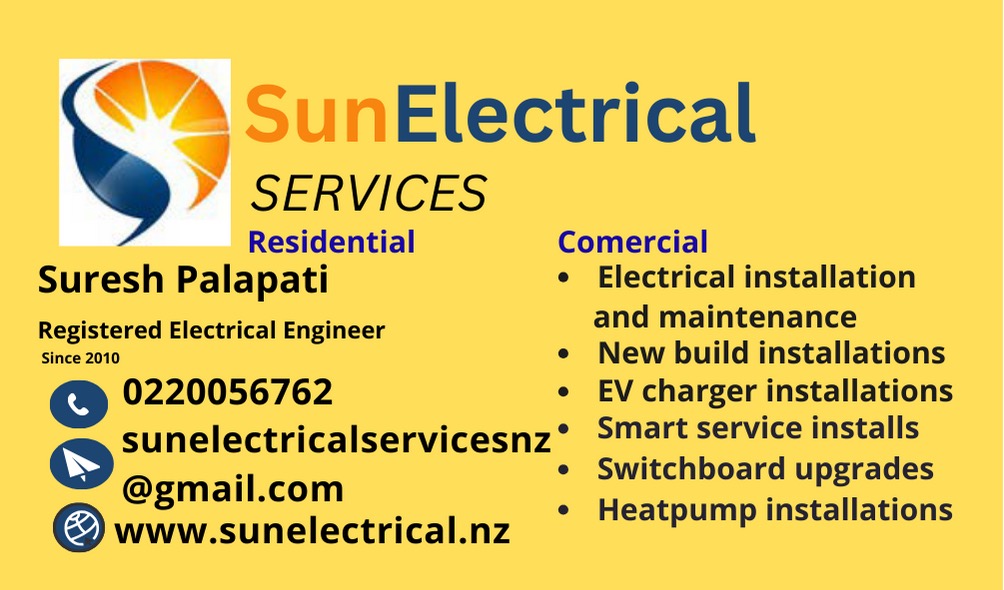 SunElectrical
SERVICES
Residential
Suresh Palapati
Registered Electrical Engineer
Since 2010
0220056762
sunelectricalservicesnz
@gmail.com
www.sunelectrical.nz
Comercial
• Electrical installation
and maintenance
• New build installations
• EV charger installations
• Smart service installs
• Switchboard upgrades
• Heatpump installations